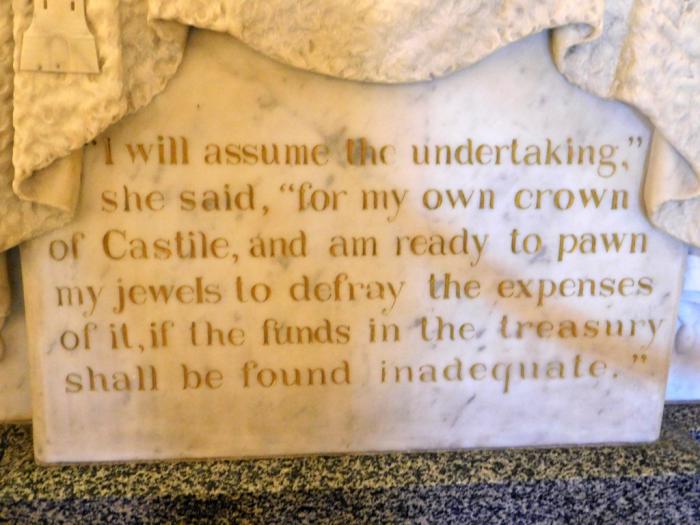 "I will assume the undertaking,"
she said, "for my own crown
of Castile, and am ready to pawn
my jewels to defray the expenses
of it, if the funds in the treasury
shall be found inadequate."